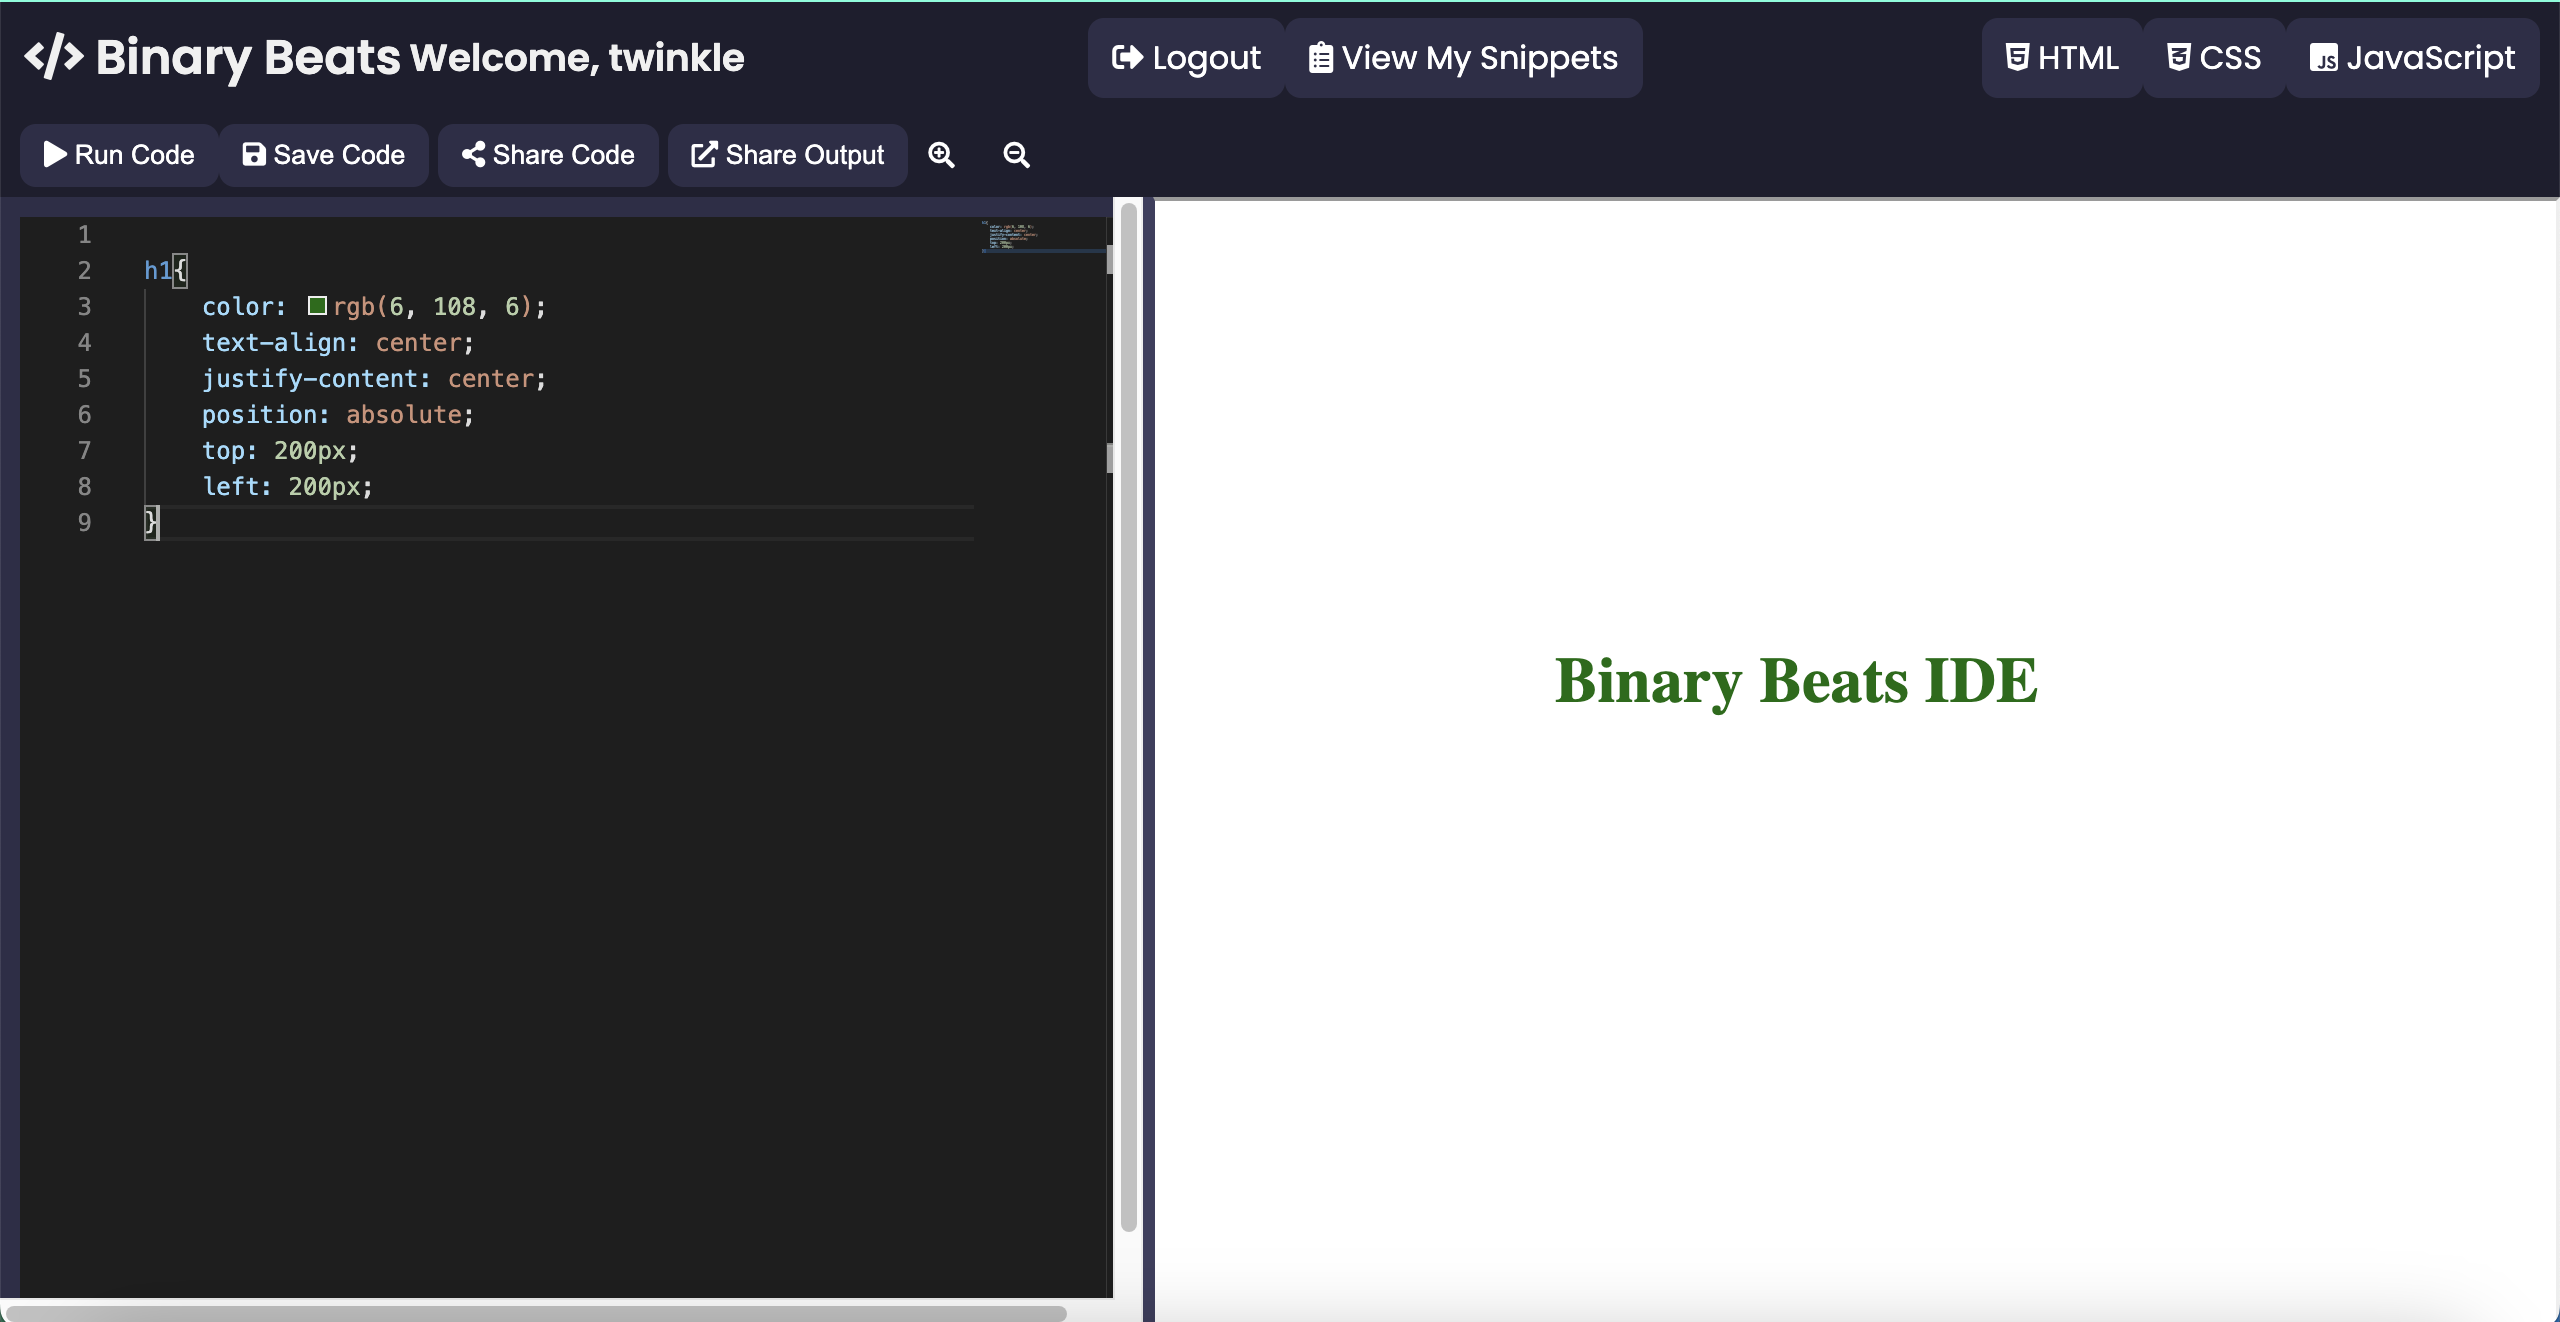 </> Binary Beats Welcome, twinkle
Logout
View My Snippets
HTML
CSS
JavaScript
Run Code
Save Code
Share Code
Share Output
1
2 h1{
3 color: rgb(6, 108, 6);
4 text-align: center;
5 justify-content: center;
6 position: absolute;
7 top: 200px;
8 left: 200px;
9 }
Binary Beats IDE